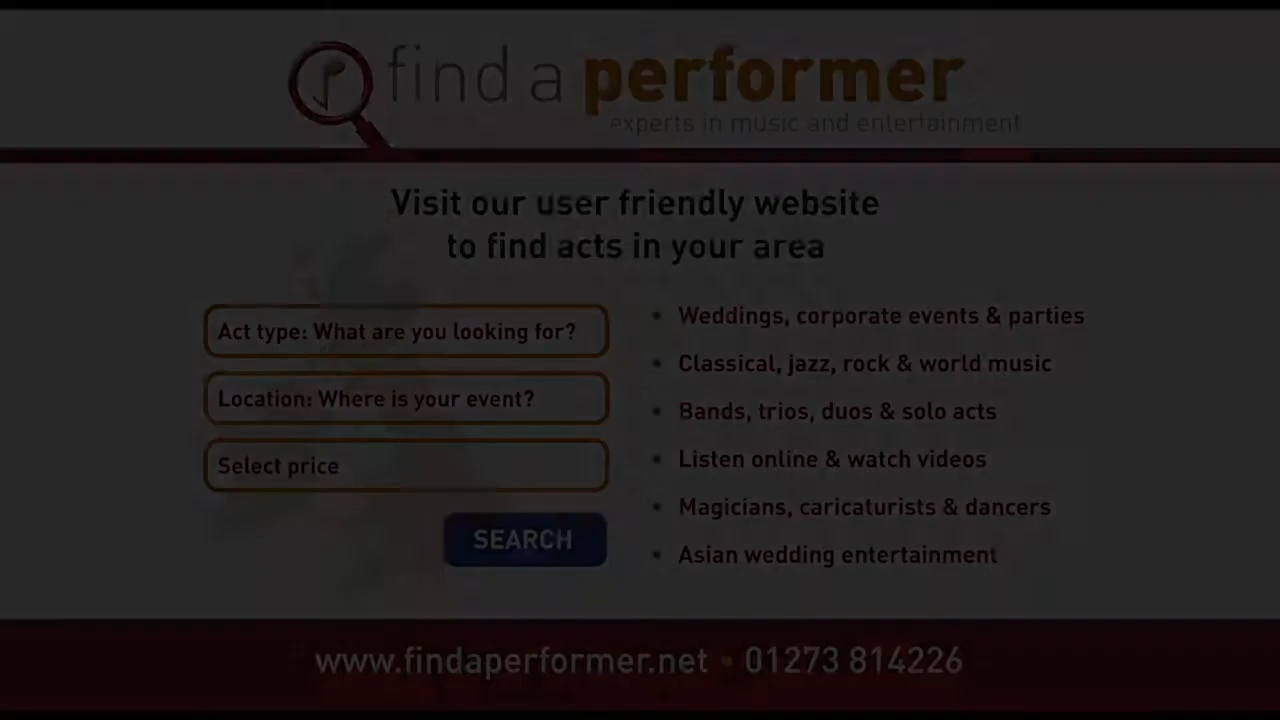 find a performer
experts in music and entertainment
Visit our user friendly website
to find acts in your area
Act type: What are you looking for?
Location: Where is your event?
Select price
SEARCH
• Weddings, corporate events & parties
• Classical, jazz, rock & world music
• Bands, trios, duos & solo acts
• Listen online & watch videos
• Magicians, caricaturists & dancers
• Asian wedding entertainment
www.findaperformer.net • 01273 814226